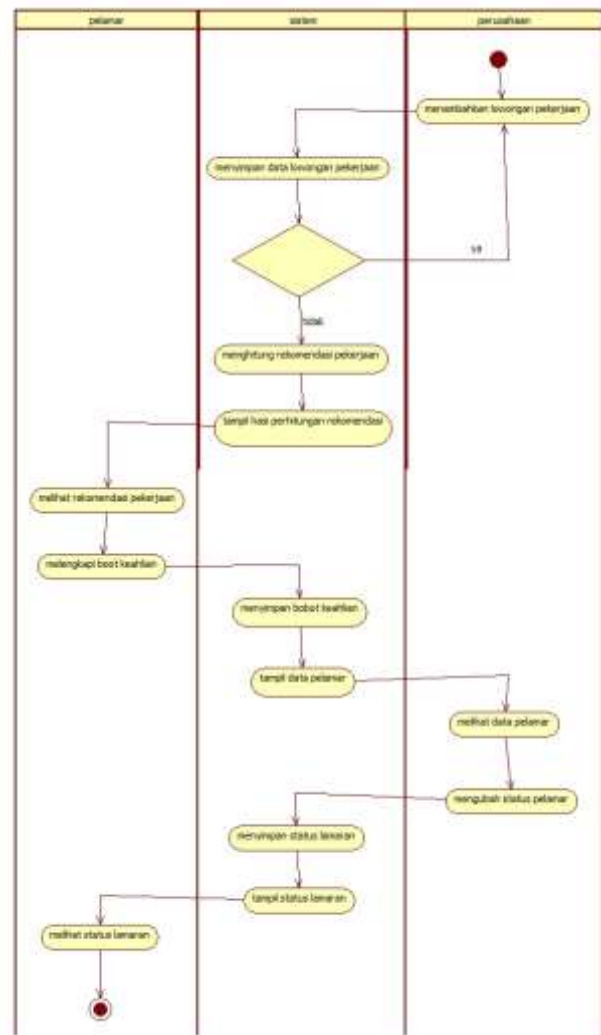 pelamar
sistem
perusahaan
menambahkan lowongan pekerjaan
menyimpan data lowongan pekerjaan
ya
tidak
menghitung rekomendasi pekerjaan
tampil hasi perhitungan rekomendasi
melihat rekomendasi pekerjaan
melengkapi boot keahlian
menyimpan bobot keahlian
tampil data pelamar
melihat data pelamar
mengubah status pelamar
menyimpan status lamaran
tampil status lamaran
melihat status lamaran